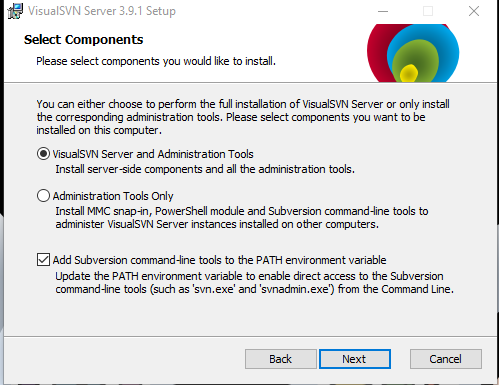 VisualSVN Server 3.9.1 Setup
Select Components
Please select components you would like to install.
You can either choose to perform the full installation of VisualSVN Server or only install
the corresponding administration tools. Please select components you want to be
installed on this computer.
VisualSVN Server and Administration Tools
Install server-side components and all the administration tools.
Administration Tools Only
Install MMC snap-in, PowerShell module and Subversion command-line tools to
administer VisualSVN Server instances installed on other computers.
Add Subversion command-line tools to the PATH environment variable
Update the PATH environment variable to enable direct access to the Subversion
command-line tools (such as 'svn.exe' and 'svnadmin.exe') from the Command Line.
Back
Next
Cancel